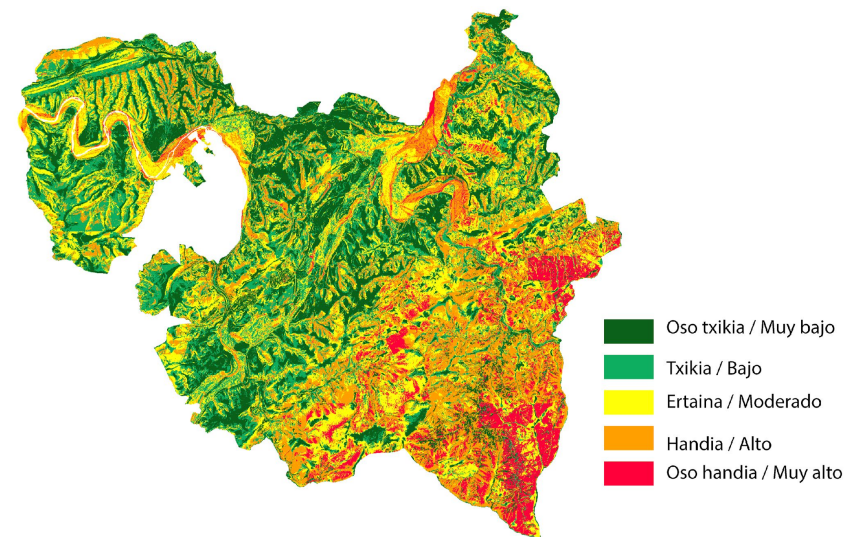 Oso txikia / Muy bajo
Txikia / Bajo
Ertaina / Moderado
Handia / Alto
Oso handia / Muy alto